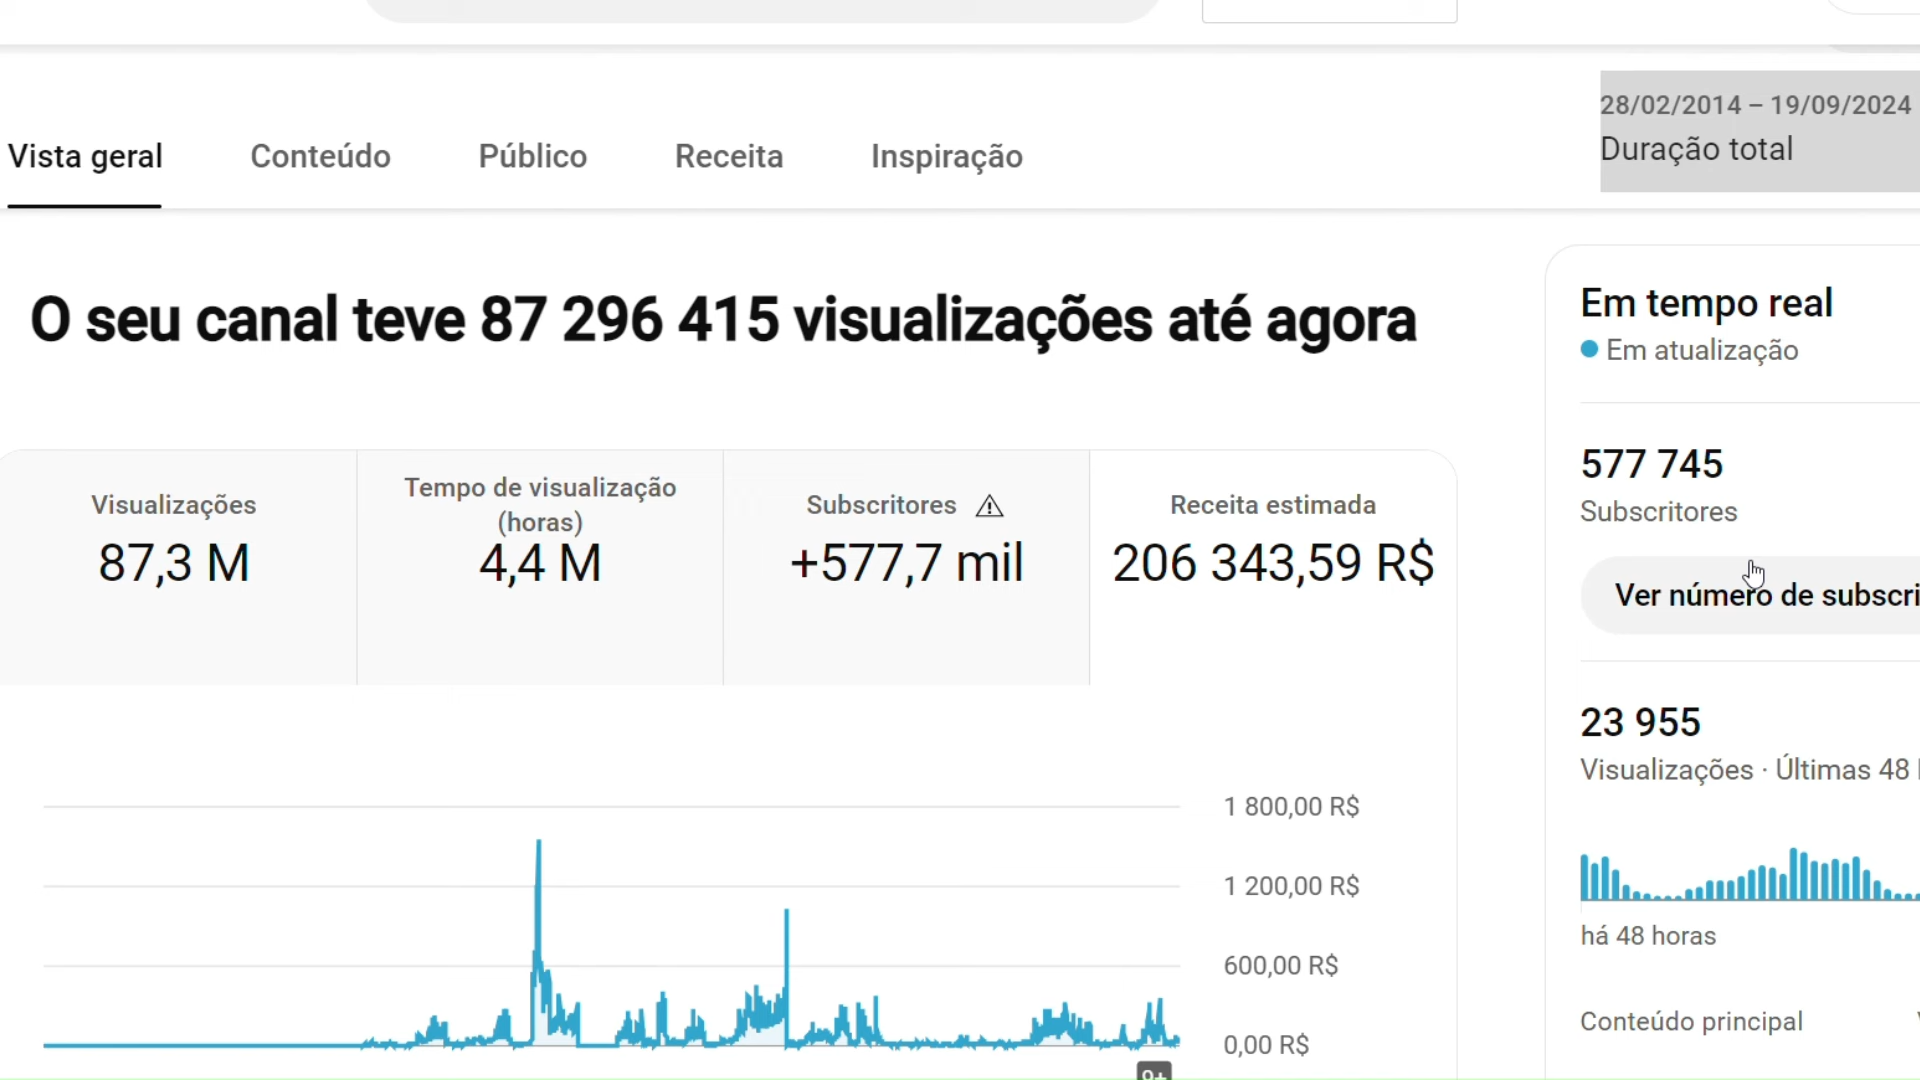 28/02/2014 – 19/09/2024
Duração total
Vista geral
Conteúdo
Público
Receita
Inspiração
O seu canal teve 87 296 415 visualizações até agora
Visualizações
87,3 M
Tempo de visualização
(horas)
4,4 M
Subscritores
+577,7 mil
Receita estimada
206 343,59 R$
1 800,00 R$
1 200,00 R$
600,00 R$
0,00 R$
9+
Em tempo real
Em atualização
577 745
Subscritores
Ver número de subscri
23 955
Visualizações · Últimas 48
há 48 horas
Conteúdo principal